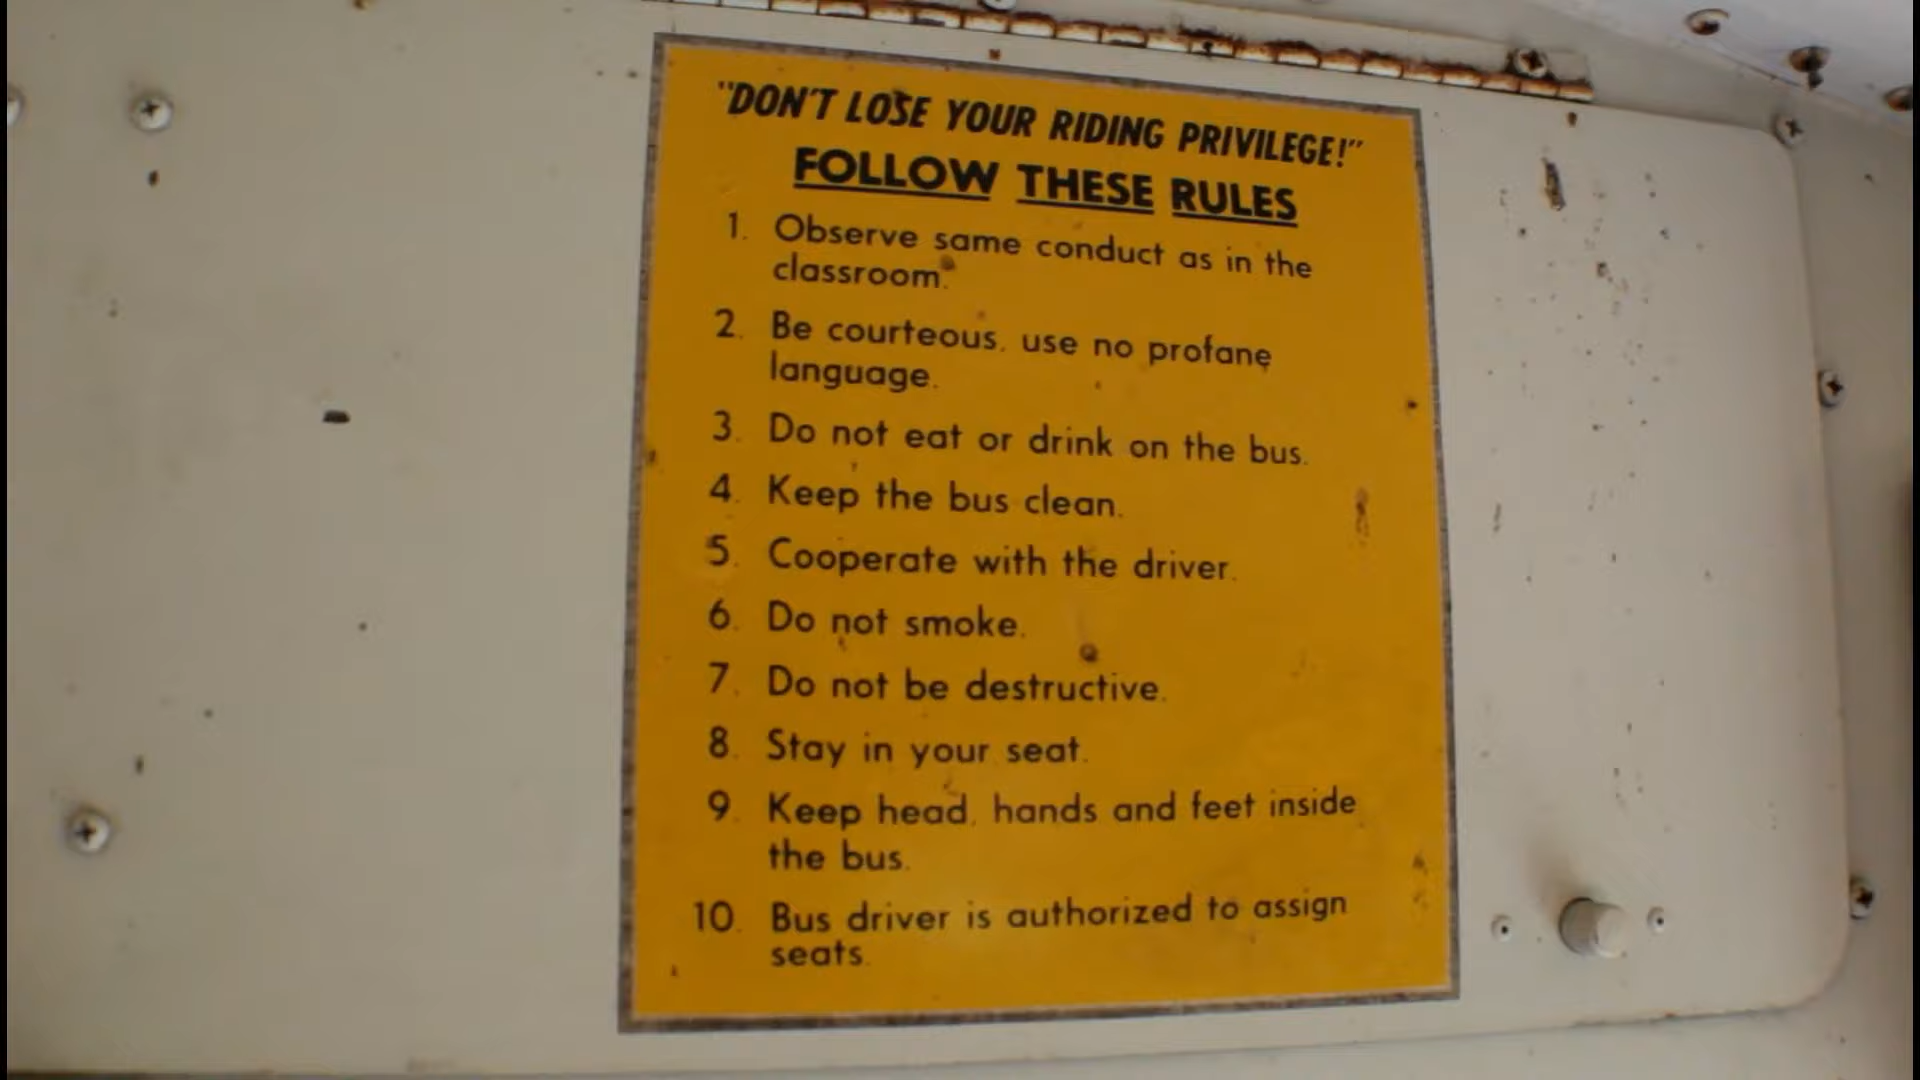 "DON'T LOSE YOUR RIDING PRIVILEGE!"
FOLLOW THESE RULES
1. Observe same conduct as in the
classroom.
2. Be courteous, use no profane
language.
3. Do not eat or drink on the bus.
4. Keep the bus clean.
5. Cooperate with the driver.
6. Do not smoke.
7. Do not be destructive.
8. Stay in your seat.
9. Keep head, hands and feet inside
the bus.
10. Bus driver is authorized to assign
seats.